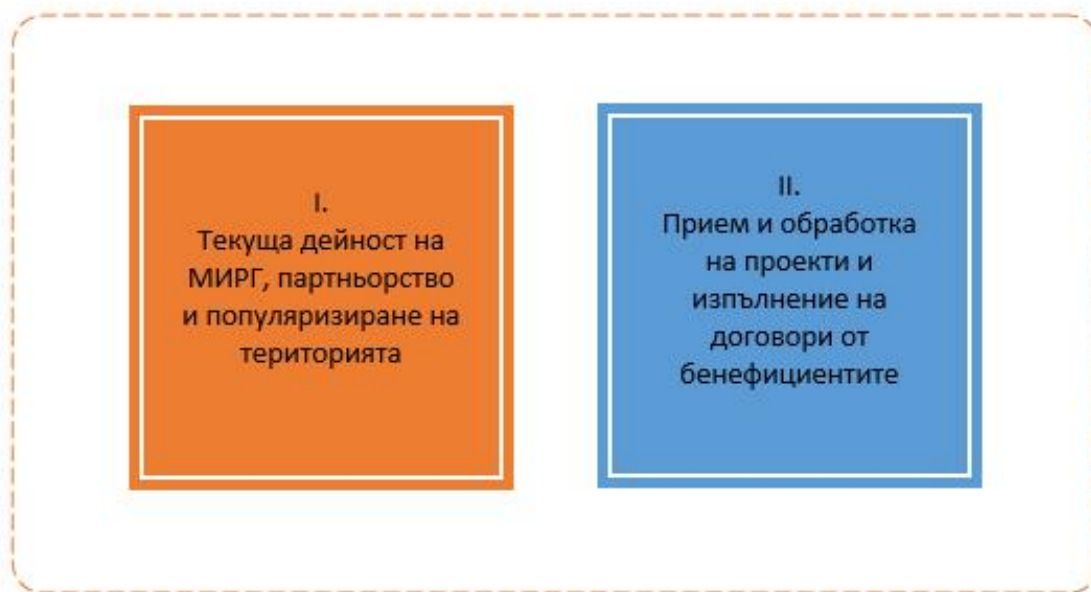 I.
Текуща дейност на
МИРГ, партньорство
и популяризиране на
територията
II.
Прием и обработка
на проекти и
изпълнение на
договори от
бенефициентите